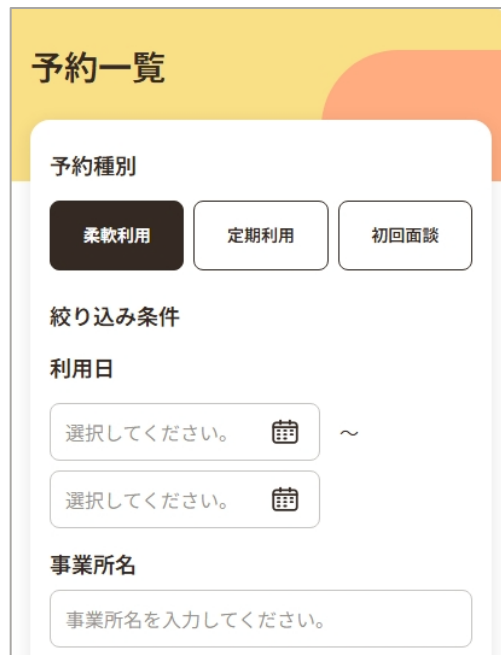 予約一覧
予約種別
柔軟利用 定期利用 初回面談
絞り込み条件
利用日
選択してください。 ～
選択してください。
事業所名
事業所名を入力してください。